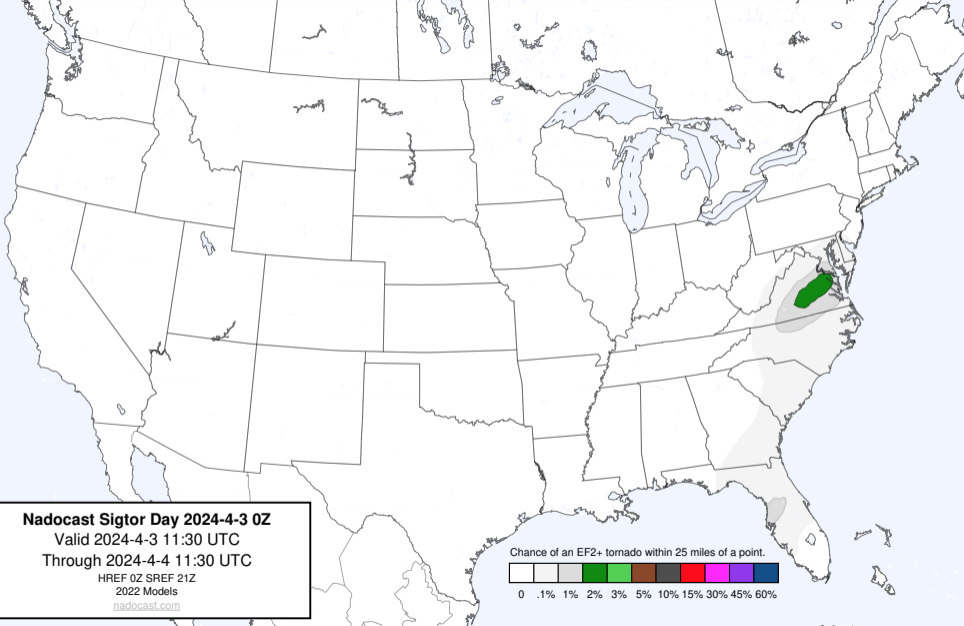 Nadocast Sigtor Day 2024-4-3 0Z
Valid 2024-4-3 11:30 UTC
Through 2024-4-4 11:30 UTC
HREF 0Z SREF 21Z
2022 Models
nadocast.com
Chance of an EF2+ tornado within 25 miles of a point.
0 .1% 1% 2% 3% 5% 10% 15% 30% 45% 60%